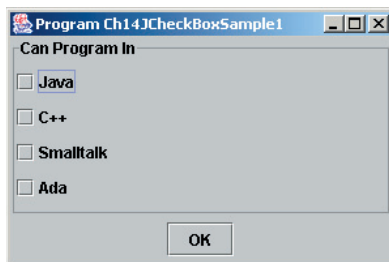 Program Ch14JCheckBoxSample1
Can Program In
Java
C++
Smalltalk
Ada
OK